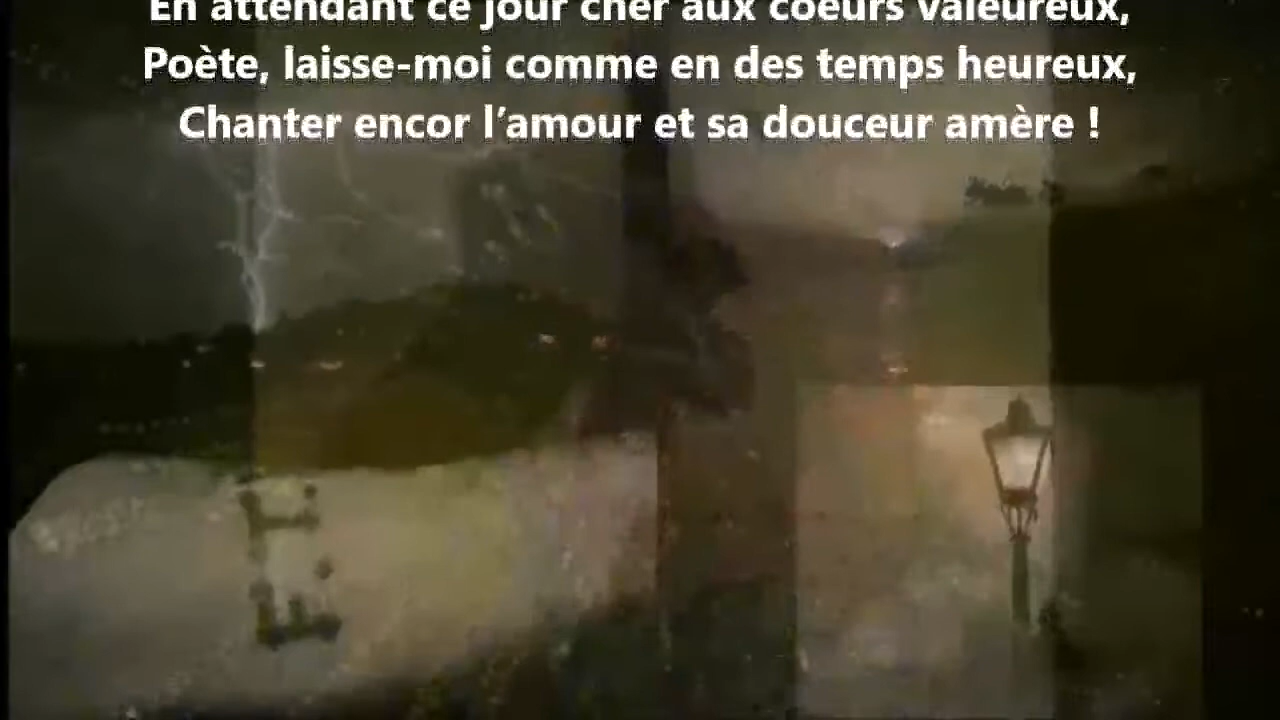 En attendant ce jour cher aux coeurs valeureux,
Poète, laisse-moi comme en des temps heureux,
Chanter encor l’amour et sa douceur amère !